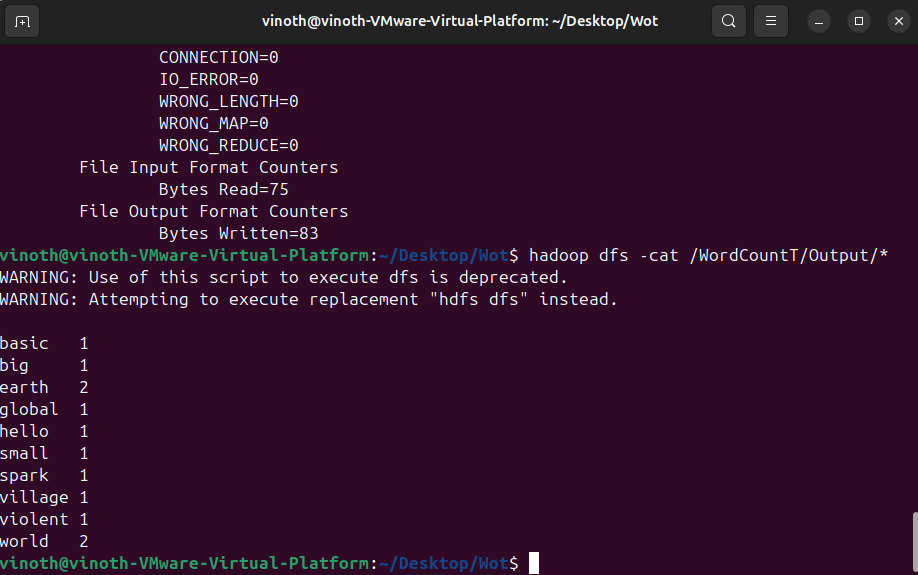 vinoth@vinoth-VMware-Virtual-Platform: ~/Desktop/Wot
CONNECTION=0
IO_ERROR=0
WRONG_LENGTH=0
WRONG_MAP=0
WRONG_REDUCE=0
File Input Format Counters
Bytes Read=75
File Output Format Counters
Bytes Written=83
vinoth@vinoth-VMware-Virtual-Platform:~/Desktop/Wot$ hadoop dfs -cat /WordCountT/Output/*
WARNING: Use of this script to execute dfs is deprecated.
WARNING: Attempting to execute replacement "hdfs dfs" instead.
basic 1
big 1
earth 2
global 1
hello 1
small 1
spark 1
village 1
violent 1
world 2
vinoth@vinoth-VMware-Virtual-Platform:~/Desktop/Wot$